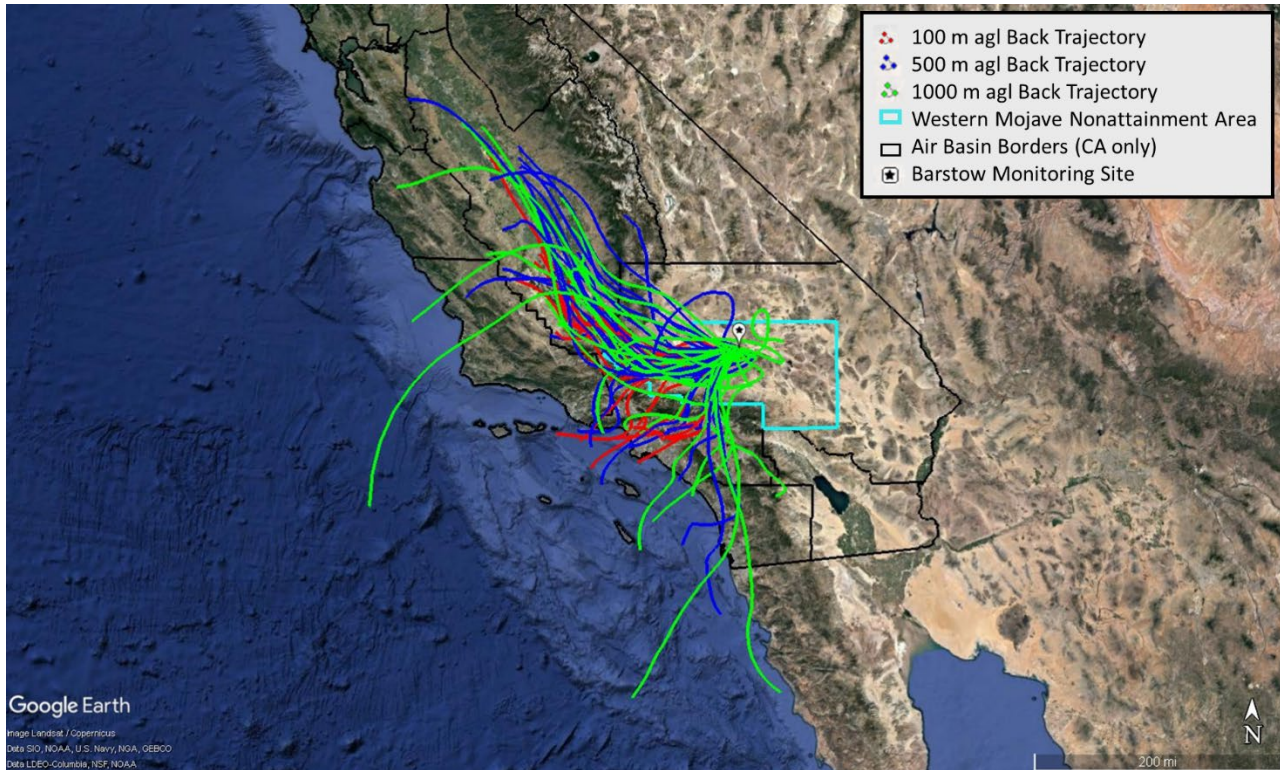 100 m agl Back Trajectory
500 m agl Back Trajectory
1000 m agl Back Trajectory
Western Mojave Nonattainment Area
Air Basin Borders (CA only)
Barstow Monitoring Site
Google Earth
Image Landsat / Copernicus
Data SIO, NOAA, U.S. Navy, NGA, GEBCO
Data LDEO-Columbia, NSF, NOAA
N
200 mi